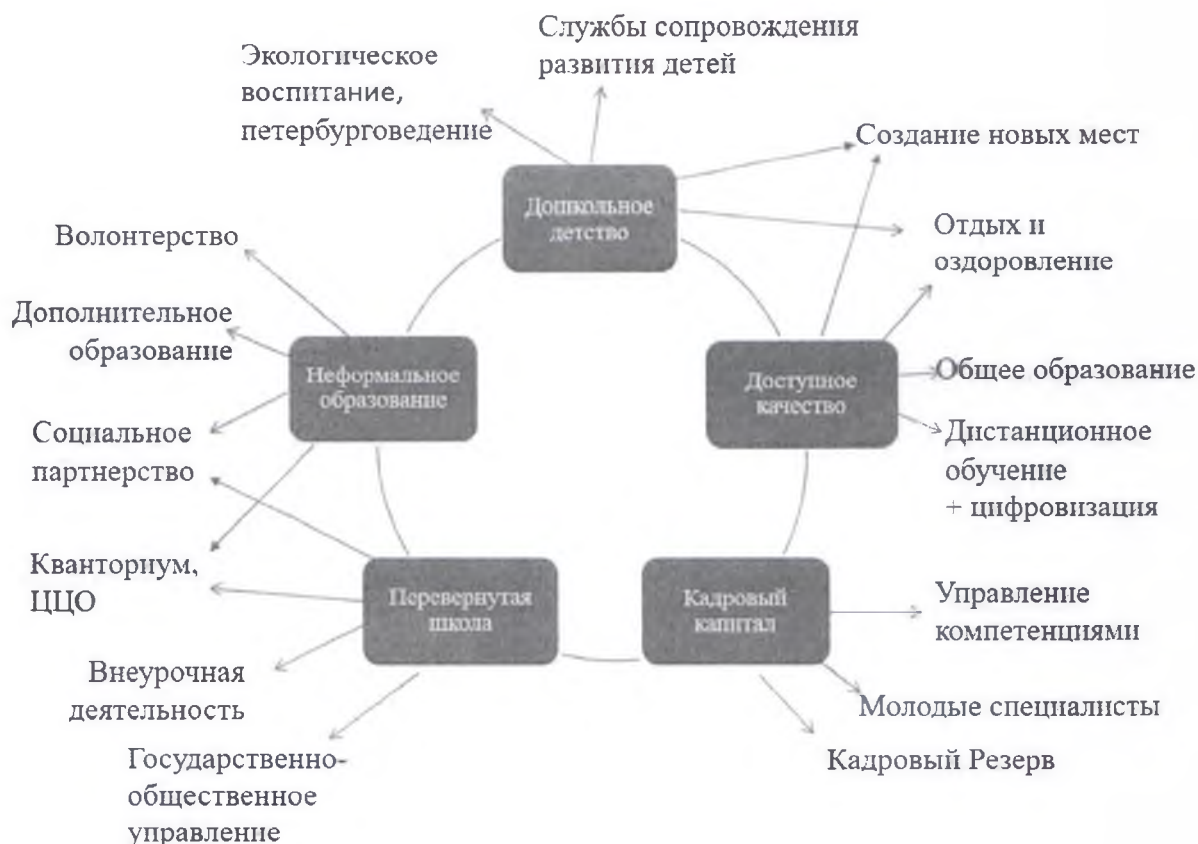 Службы сопровождения
развития детей
Экологическое
воспитание,
петербурговедение
Создание новых мест
Дошкольное
детство
Отдых и
оздоровление
Волонтерство
Дополнительное
образование
Неформальное
образование
Доступное
качество
Общее образование
Социальное
партнерство
Дистанционное
обучение
+ цифровизация
Кванториум,
ЦЦО
Перевернутая
школа
Кадровый
капитал
Управление
компетенциями
Внеурочная
деятельность
Молодые специалисты
Кадровый Резерв
Государственно-
общественное
управление